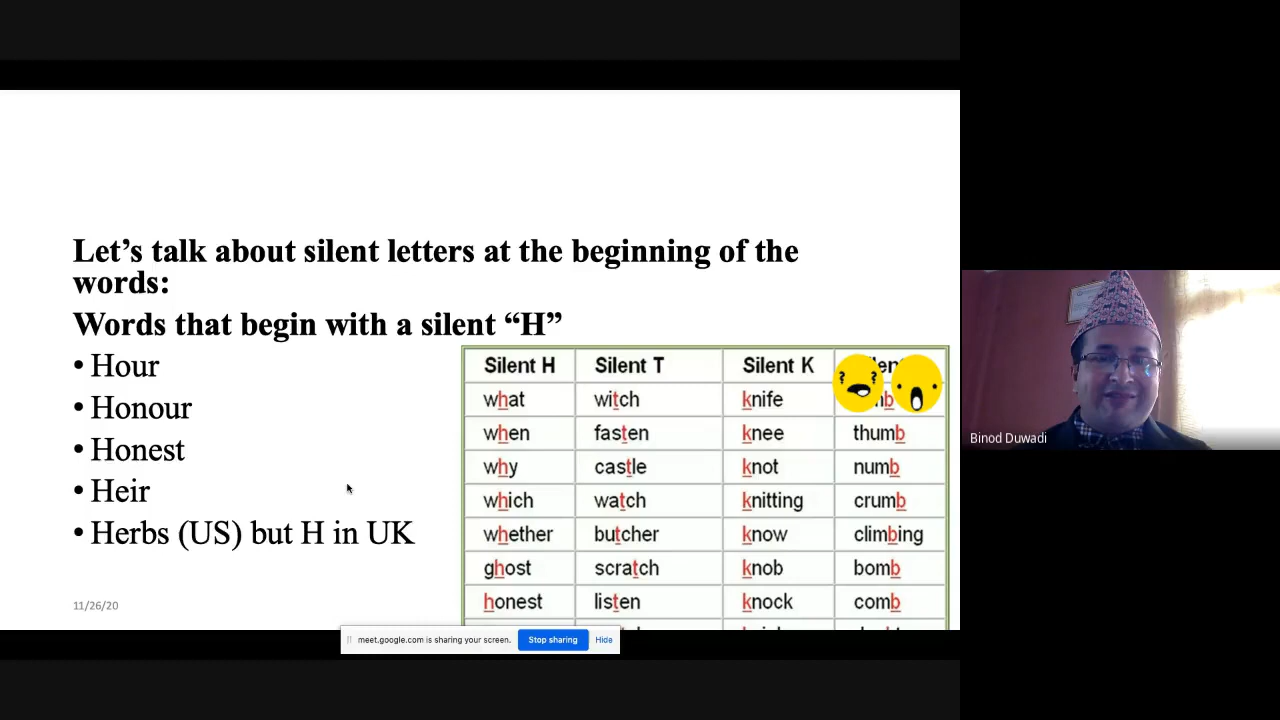 Let’s talk about silent letters at the beginning of the
words:
Words that begin with a silent “H”
• Hour
• Honour
• Honest
• Heir
• Herbs (US) but H in UK
Silent H Silent T Silent K
what witch knife
when fasten knee thumb
why castle knot numb
which watch knitting crumb
whether butcher know climbing
ghost scratch knob bomb
honest listen knock comb
11/26/20
meet.google.com is sharing your screen. Stop sharing Hide
Binod Duwadi